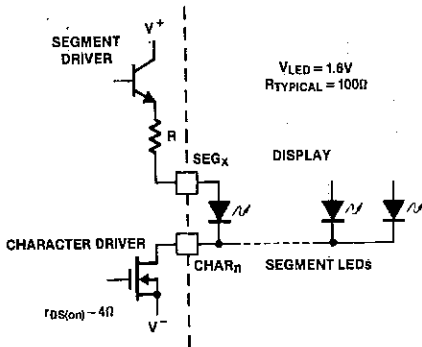 V+
SEGMENT
DRIVER
VLED = 1.6V
RTYPICAL = 100Ω
R
SEGX
DISPLAY
CHARACTER DRIVER
CHARn
SEGMENT LEDs
rDS(on) ~ 4Ω
V−